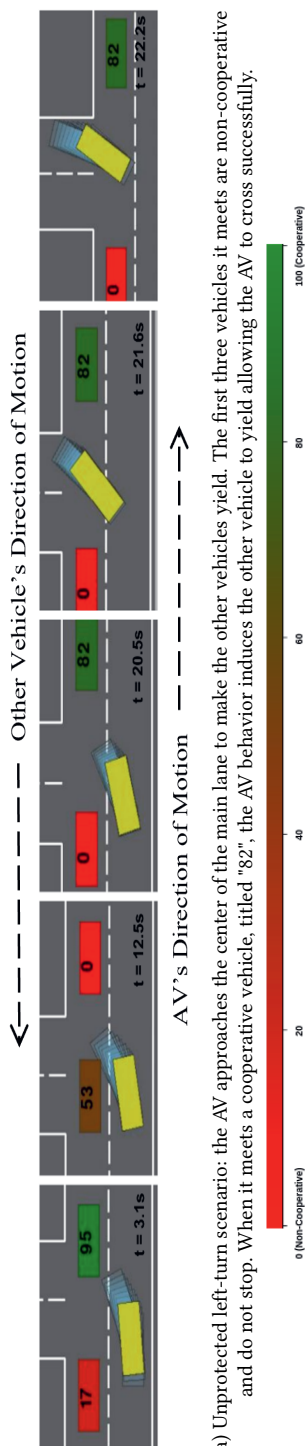 Other Vehicle's Direction of Motion
17
95
t = 3.1s
53
0
t = 12.5s
0
82
t = 20.5s
0
82
t = 21.6s
0
82
t = 22.2s
AV's Direction of Motion
a) Unprotected left-turn scenario: the AV approaches the center of the main lane to make the other vehicles yield. The first three vehicles it meets are non-cooperative
and do not stop. When it meets a cooperative vehicle, titled "82", the AV behavior induces the other vehicle to yield allowing the AV to cross successfully.
0 (Non-Cooperative) 20 40 60 80 100 (Cooperative)